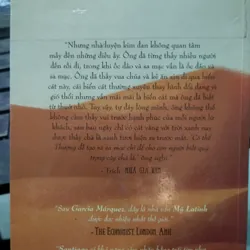 "Nhưng nhà luyện kim đan không quan tâm
mấy đến những điều ấy. Ông đã từng thấy nhiều người
đến rồi đi, trong khi ốc đảo và sa mạc vẫn là ốc đảo và
sa mạc. Ông đã thấy vua chúa và kẻ ăn xin đi qua biển
cát này, cái biển cát thường xuyên thay hình đổi dạng vì
gió thổi nhưng vẫn mãi mãi là biển cát mà ông đã biết
từ thuở nhỏ. Tuy vậy, tự đáy lòng mình, ông không
thể không cảm thấy vui trước hạnh phúc của mỗi người lữ
khách, sau bao ngày chỉ có cát vàng với trời xanh nay
được thấy chà là xanh tươi hiện ra trước mắt. 'Có thể
Thượng đế tạo ra sa mạc chỉ để cho con người biết quý
trọng cây chà là,' ông nghĩ."
- Trích NHÀ GIẢ KIM
"Sau Garcia Márquez, đây là nhà văn Mỹ Latinh
được đọc nhiều nhất thế giới."
- THE ECONOMIST, LONDON, ANH